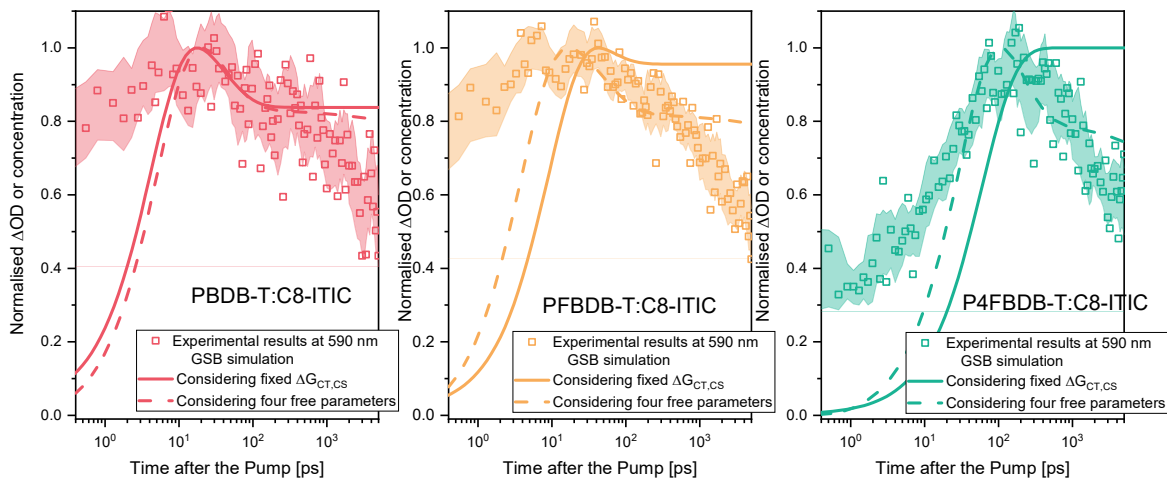 Normalised ΔOD or concentration
1.0
0.8
0.6
0.4
0.2
0.0
PBDB-T:C8-ITIC
Experimental results at 590 nm
GSB simulation
Considering fixed ΔG_CT,CS
Considering four free parameters
10^0
10^1
10^2
10^3
Time after the Pump [ps]
Normalised ΔOD or concentration
1.0
0.8
0.6
0.4
0.2
0.0
PFBDB-T:C8-ITIC
Experimental results at 590 nm
GSB simulation
Considering fixed ΔG_CT,CS
Considering four free parameters
10^0
10^1
10^2
10^3
Time after the Pump [ps]
Normalised ΔOD or concentration
1.0
0.8
0.6
0.4
0.2
0.0
P4FBDB-T:C8-ITIC
Experimental results at 590 nm
GSB simulation
Considering fixed ΔG_CT,CS
Considering four free parameters
10^0
10^1
10^2
10^3
Time after the Pump [ps]